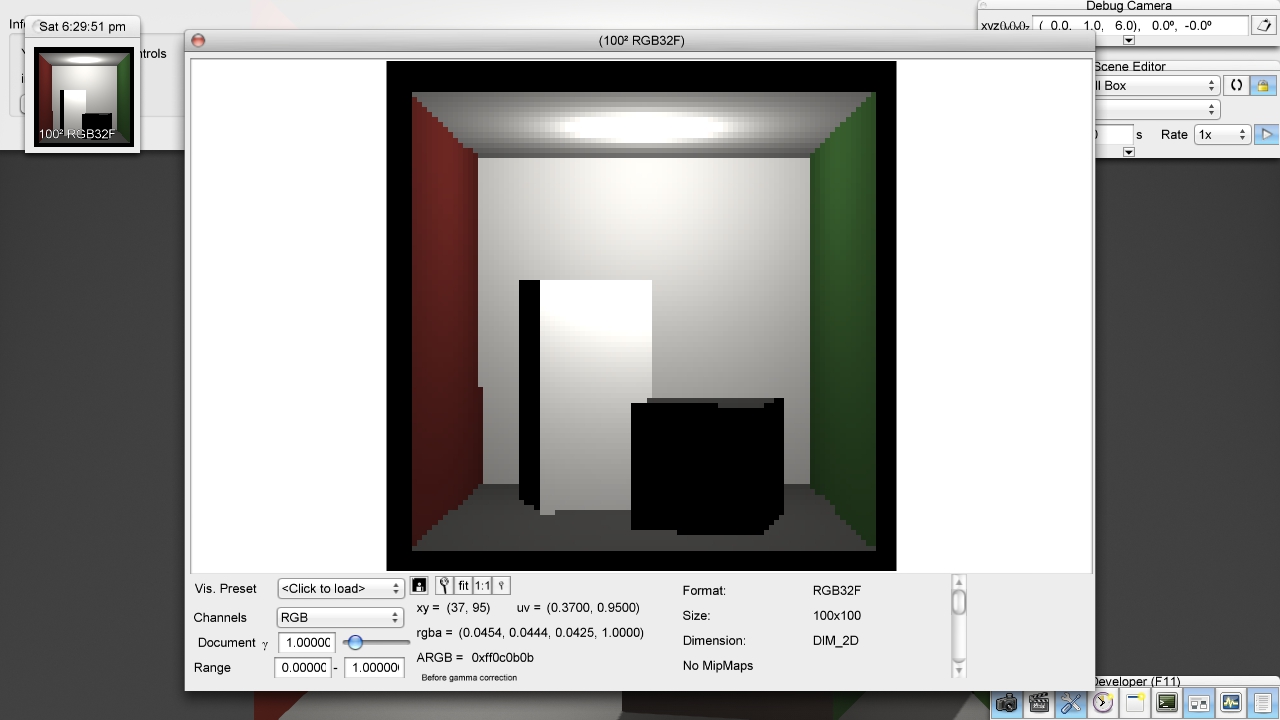 Debug Camera
Inf
Sat 6:29:51 pm
xyz ( 0.0, 1.0, 6.0), 0.0º, -0.0º
(100² RGB32F)
ntrols
Scene Editor
ll Box
100² RGB32F
s Rate 1x
Vis. Preset <Click to load> fit 1:1
Format: RGB32F
xy = (37, 95) uv = (0.3700, 0.9500)
Channels RGB
Size: 100x100
rgba = (0.0454, 0.0444, 0.0425, 1.0000)
Document γ 1.0000
Dimension: DIM_2D
ARGB = 0xff0c0b0b
Range 0.0000 - 1.0000
No MipMaps
Before gamma correction
Developer (F11)